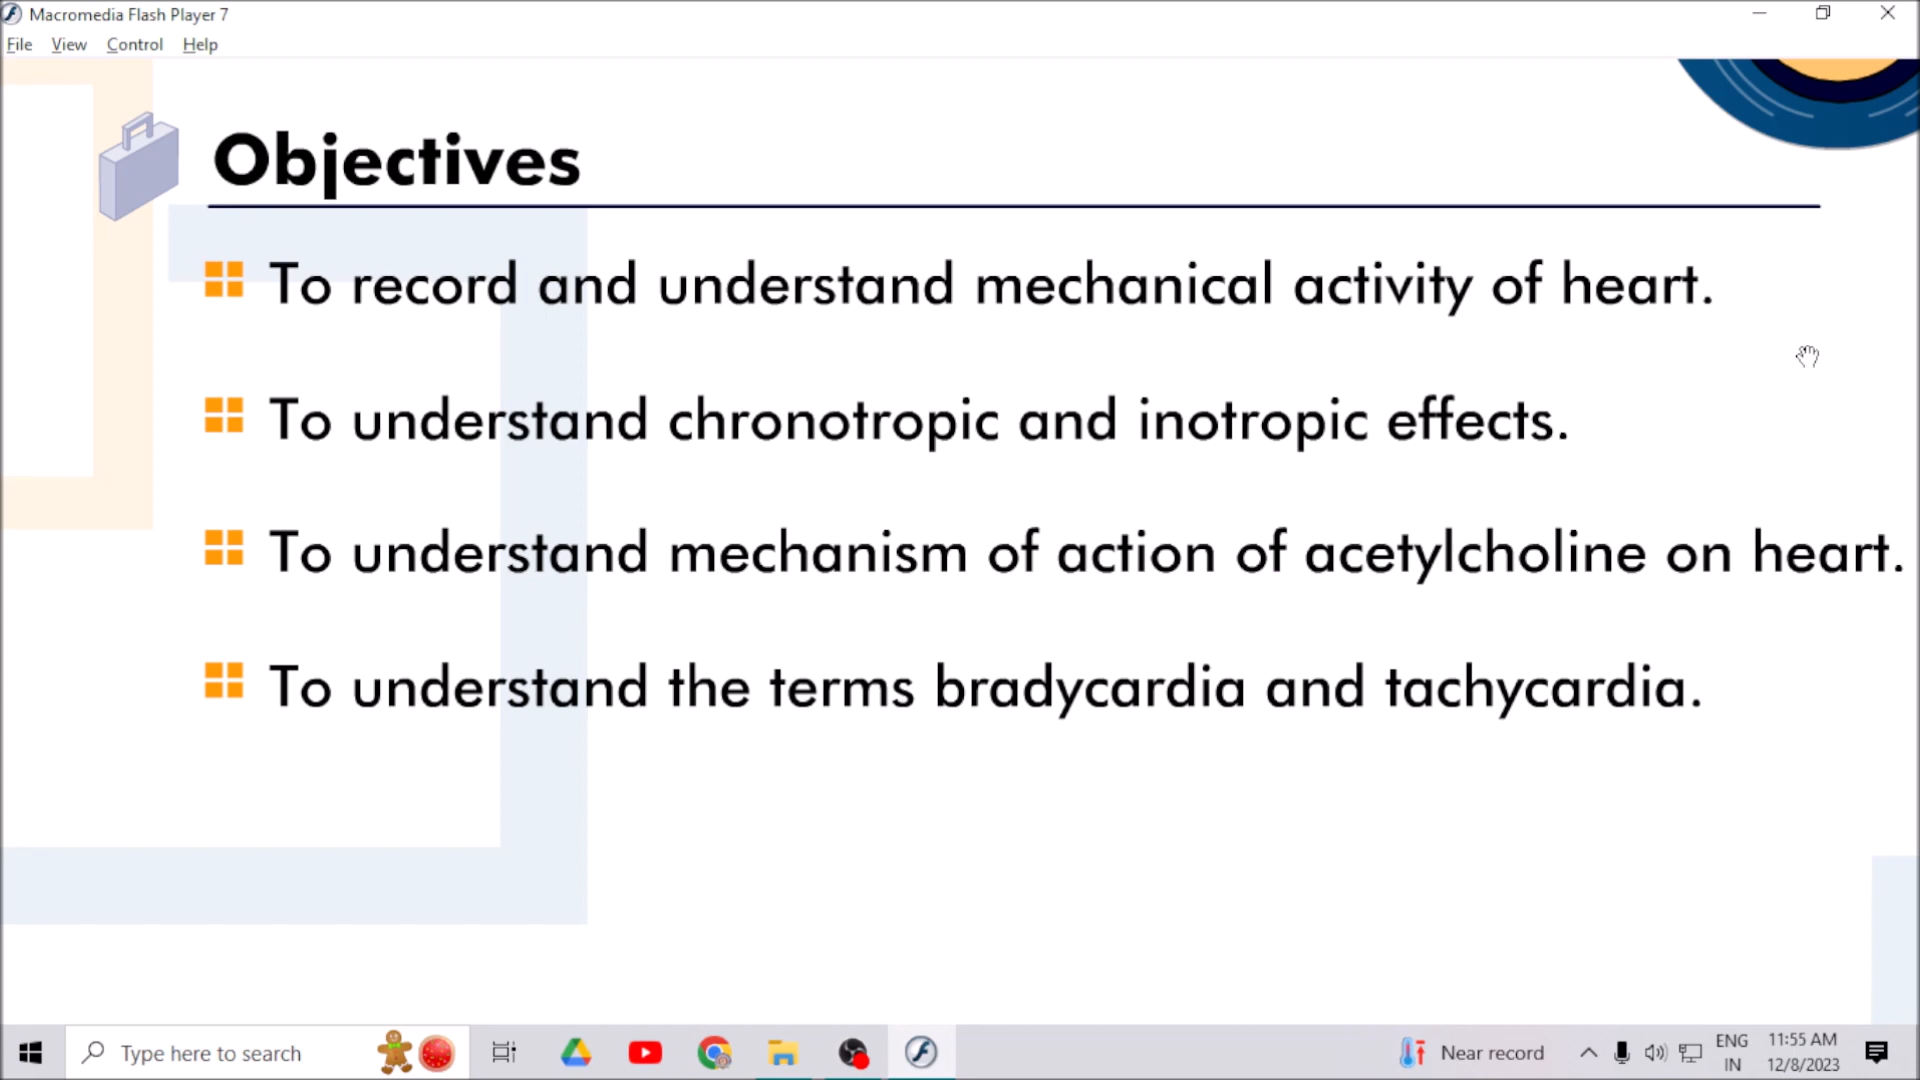 Macromedia Flash Player 7
File View Control Help
Objectives
To record and understand mechanical activity of heart.
To understand chronotropic and inotropic effects.
To understand mechanism of action of acetylcholine on heart.
To understand the terms bradycardia and tachycardia.
Type here to search
Near record
ENG
IN
11:55 AM
12/8/2023